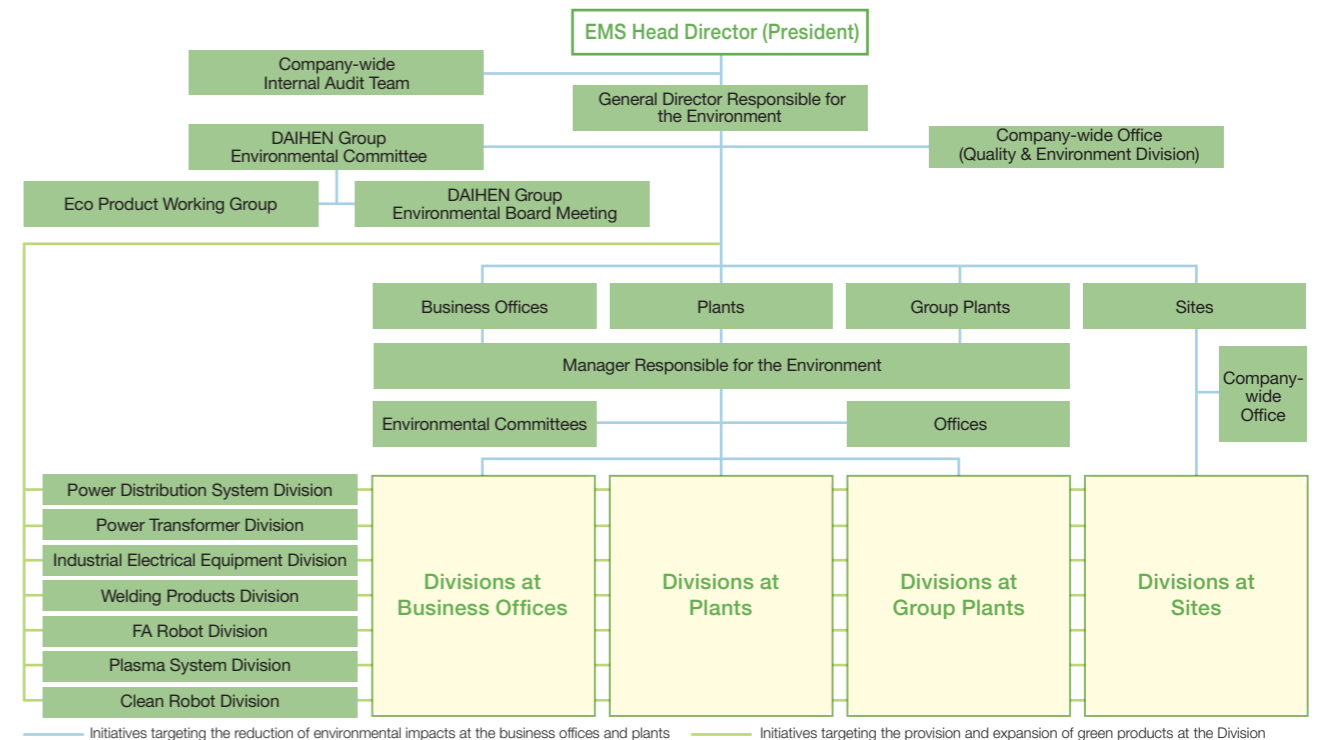 EMS Head Director (President)
Company-wide
Internal Audit Team
General Director Responsible for
the Environment
DAIHEN Group
Environmental Committee
Company-wide Office
(Quality & Environment Division)
Eco Product Working Group
DAIHEN Group
Environmental Board Meeting
Business Offices
Plants
Group Plants
Sites
Manager Responsible for the Environment
Company-
wide
Office
Environmental Committees
Offices
Power Distribution System Division
Power Transformer Division
Industrial Electrical Equipment Division
Welding Products Division
FA Robot Division
Plasma System Division
Clean Robot Division
Divisions at
Business Offices
Divisions at
Plants
Divisions at
Group Plants
Divisions at
Sites
Initiatives targeting the reduction of environmental impacts at the business offices and plants
Initiatives targeting the provision and expansion of green products at the Division